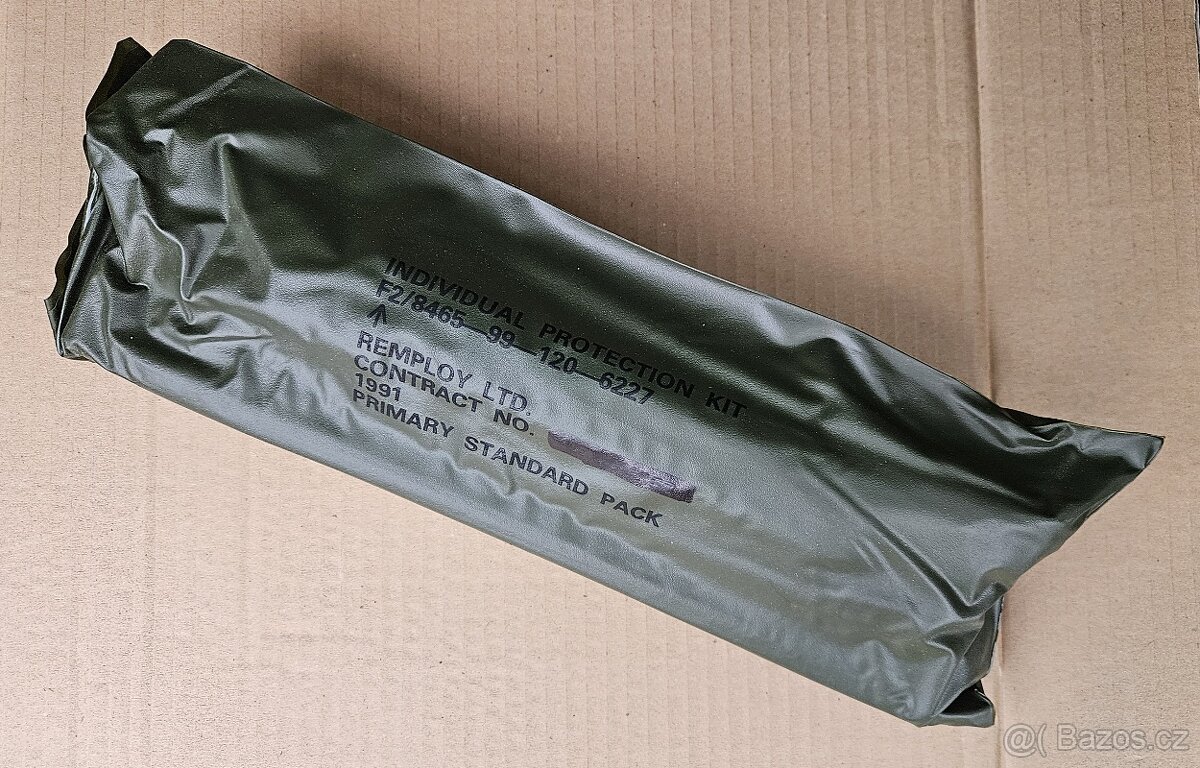 INDIVIDUAL PROTECTION KIT
F2/8465—99—120—6227
↑
REMPLOY LTD.
CONTRACT NO.
1991
PRIMARY STANDARD PACK
@( Bazos.cz